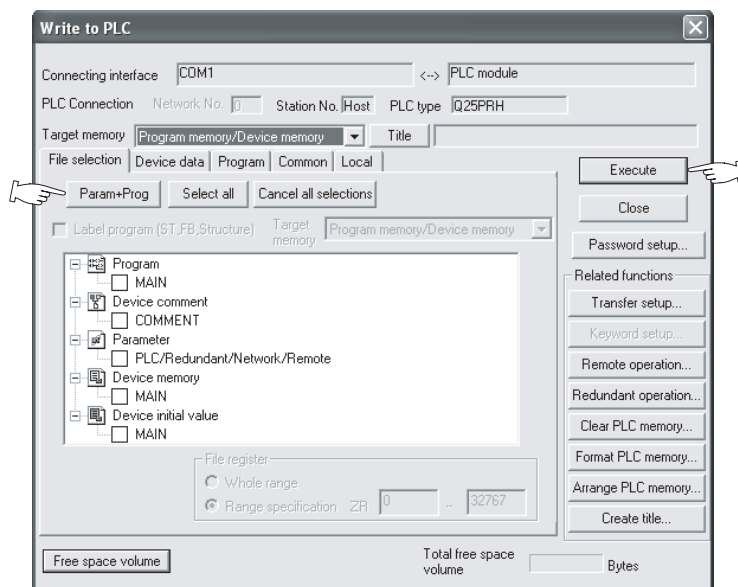 Write to PLC
Connecting interface COM1 <--> PLC module
PLC Connection Network No. 0 Station No. Host PLC type Q25PRH
Target memory Program memory/Device memory Title
File selection Device data Program Common Local
Execute
Param+Prog Select all Cancel all selections
Close
Label program (ST,FB,Structure) Target memory Program memory/Device memory
Password setup...
Program
MAIN
Device comment
COMMENT
Parameter
PLC/Redundant/Network/Remote
Device memory
MAIN
Device initial value
MAIN
Related functions
Transfer setup...
Keyword setup...
Remote operation...
Redundant operation...
Clear PLC memory...
Format PLC memory...
Arrange PLC memory...
Create title...
File register
Whole range
Range specification ZR 0 .. 32767
Free space volume
Total free space
volume Bytes